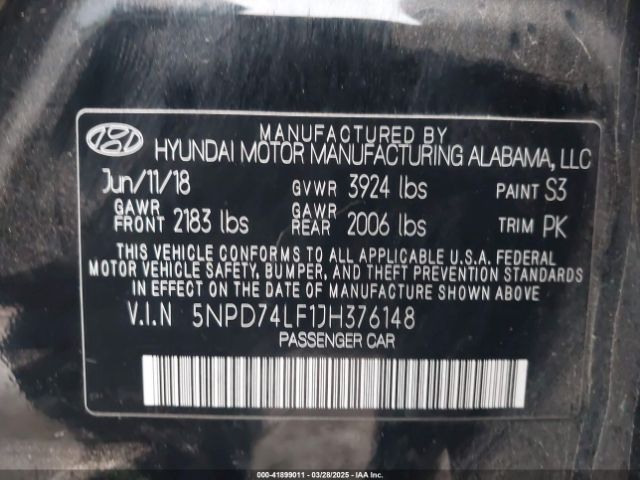 MANUFACTURED BY
HYUNDAI MOTOR MANUFACTURING ALABAMA, LLC
Jun/11/18 GVWR 3924 lbs PAINT S3
GAWR FRONT 2183 lbs GAWR REAR 2006 lbs TRIM PK
THIS VEHICLE CONFORMS TO ALL APPLICABLE U.S.A. FEDERAL
MOTOR VEHICLE SAFETY, BUMPER, AND THEFT PREVENTION STANDARDS
IN EFFECT ON THE DATE OF MANUFACTURE SHOWN ABOVE.
V.I.N 5NPD74LF1JH376148
PASSENGER CAR
000-41899011 - 03/28/2025 - IAA Inc.